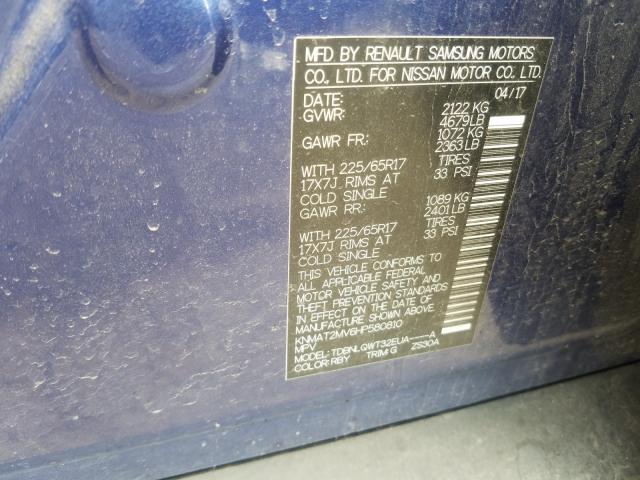 MFD BY RENAULT SAMSUNG MOTORS
CO., LTD. FOR NISSAN MOTOR CO., LTD.
DATE: 04/17
GVWR: 2122 KG
4679 LB
GAWR FR: 1072 KG
2363 LB
WITH 225/65R17 TIRES
17X7J RIMS AT 33 PSI
COLD SINGLE
GAWR RR: 1089 KG
2401 LB
WITH 225/65R17 TIRES
17X7J RIMS AT 33 PSI
COLD SINGLE
THIS VEHICLE CONFORMS TO
ALL APPLICABLE FEDERAL
MOTOR VEHICLE SAFETY AND
THEFT PREVENTION STANDARDS
IN EFFECT ON THE DATE OF
MANUFACTURE SHOWN ABOVE.
KNMAT2MV6HP580810
MPV
MODEL: TDBNLQWT32EUA-----A
COLOR: RBY TRIM: G ZS30A